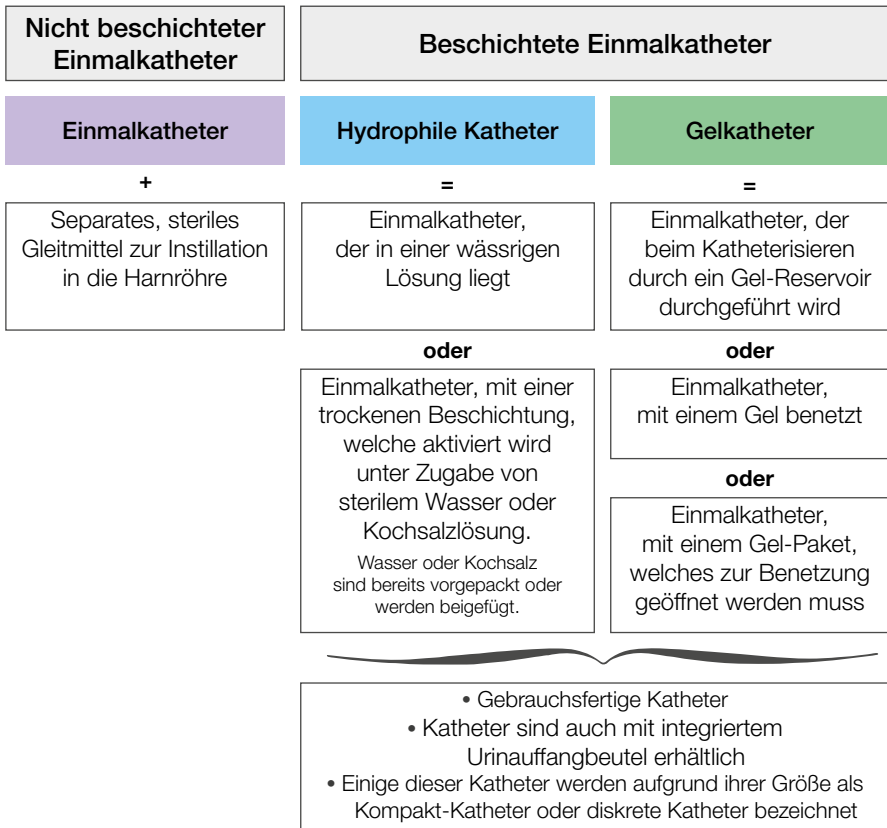 Nicht beschichteter
Einmalkatheter
Beschichtete Einmalkatheter
Einmalkatheter
Hydrophile Katheter
Gelkatheter
+
=
=
Separates, steriles
Gleitmittel zur Instillation
in die Harnröhre
Einmalkatheter,
der in einer wässrigen
Lösung liegt
oder
Einmalkatheter, mit einer
trockenen Beschichtung,
welche aktiviert wird
unter Zugabe von
sterilem Wasser oder
Kochsalzlösung.
Wasser oder Kochsalz
sind bereits vorgepackt oder
werden beigefügt.
Einmalkatheter, der
beim Katheterisieren
durch ein Gel-Reservoir
durchgeführt wird
oder
Einmalkatheter,
mit einem Gel benetzt
oder
Einmalkatheter,
mit einem Gel-Paket,
welches zur Benetzung
geöffnet werden muss
• Gebrauchsfertige Katheter
• Katheter sind auch mit integriertem
Urinauffangbeutel erhältlich
• Einige dieser Katheter werden aufgrund ihrer Größe als
Kompakt-Katheter oder diskrete Katheter bezeichnet